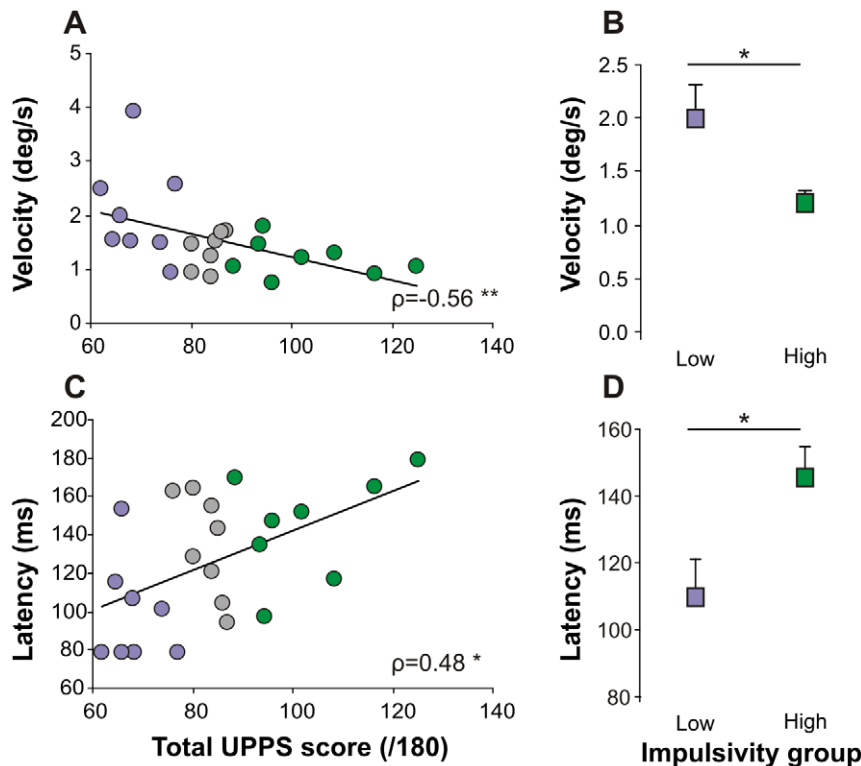 A
Velocity (deg/s)
5
4
3
2
1
0
60 80 100 120 140
ρ=-0.56 **
B
Velocity (deg/s)
2.5
2.0
1.5
1.0
0.5
0.0
*
Low High
C
Latency (ms)
200
180
160
140
120
100
80
60
60 80 100 120 140
ρ=0.48 *
Total UPPS score (/180)
D
Latency (ms)
160
140
120
100
80
*
Low High
Impulsivity group